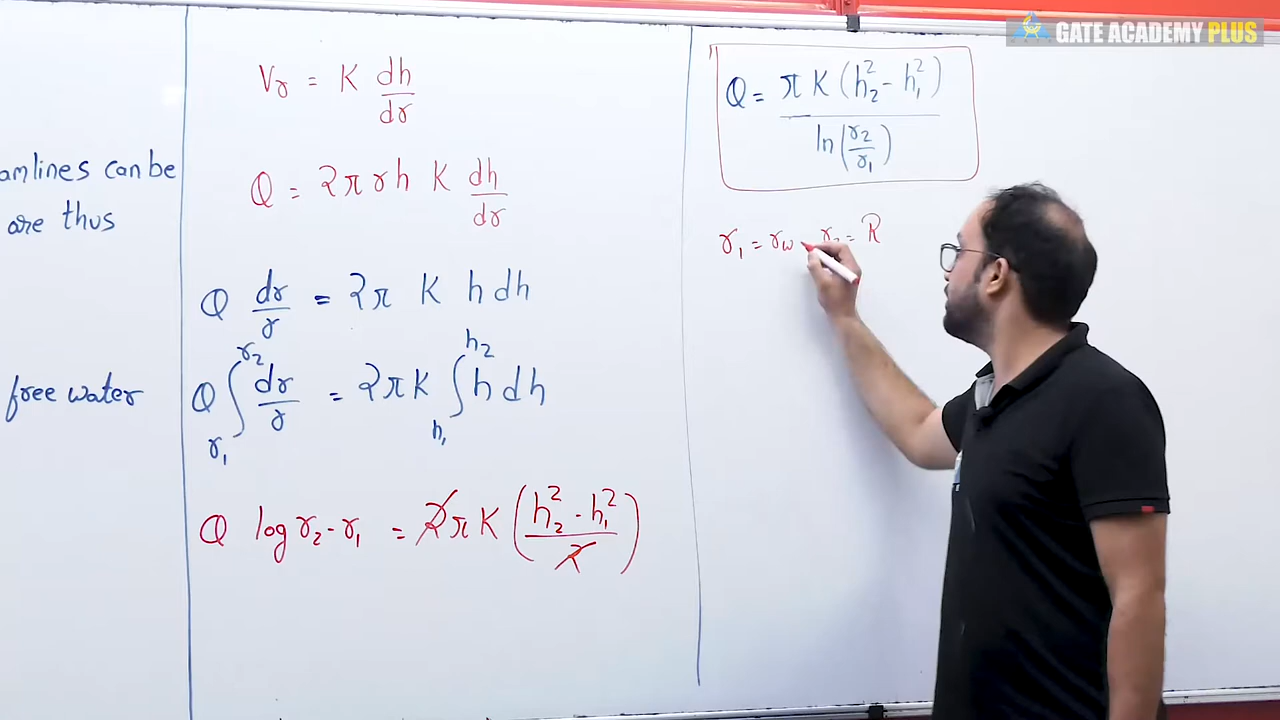 GATE ACADEMY PLUS
amlines can be
are thus
free water
Vr = K dh/dr
Q = 2πrh K dh/dr
Q dr/r = 2π K h dh
Q ∫_{r1}^{r2} dr/r = 2πK ∫_{h1}^{h2} h dh
Q log r2 - r1 = 2πK (h2² - h1² / 2)
Q = πK (h2² - h1²) / ln(r2/r1)
r1 = rw r2 = R